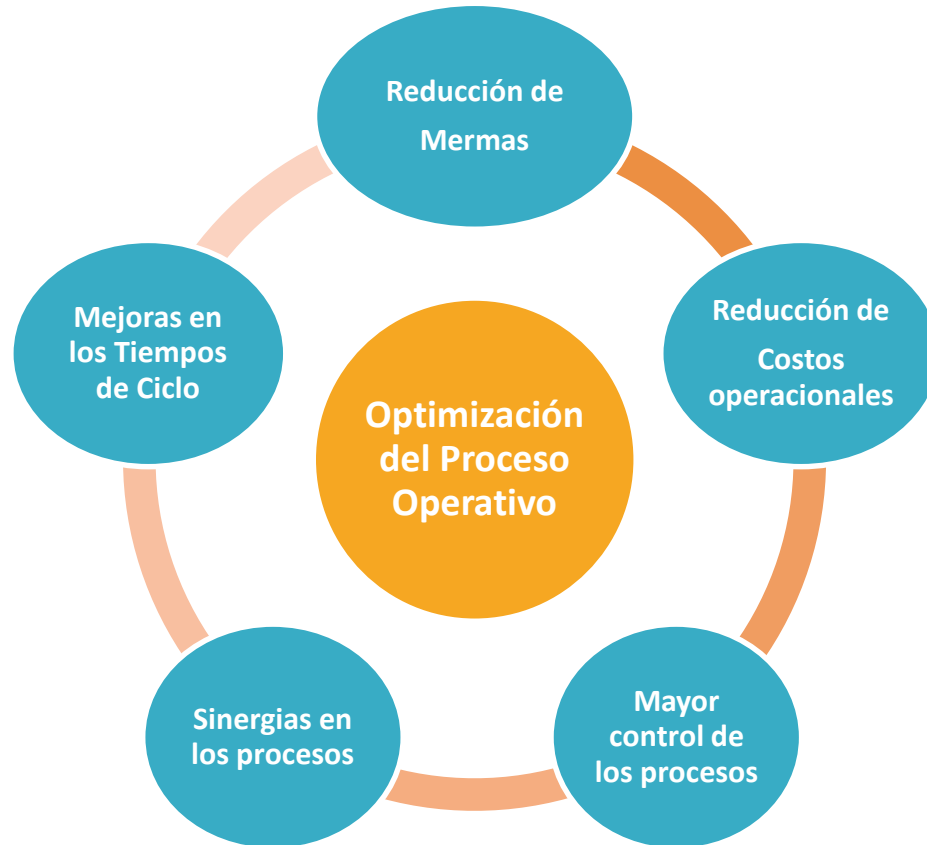 Reducción de
Mermas
Reducción de
Costos
operacionales
Mayor
control de
los procesos
Sinergias en
los procesos
Mejoras en
los Tiempos
de Ciclo
Optimización
del Proceso
Operativo